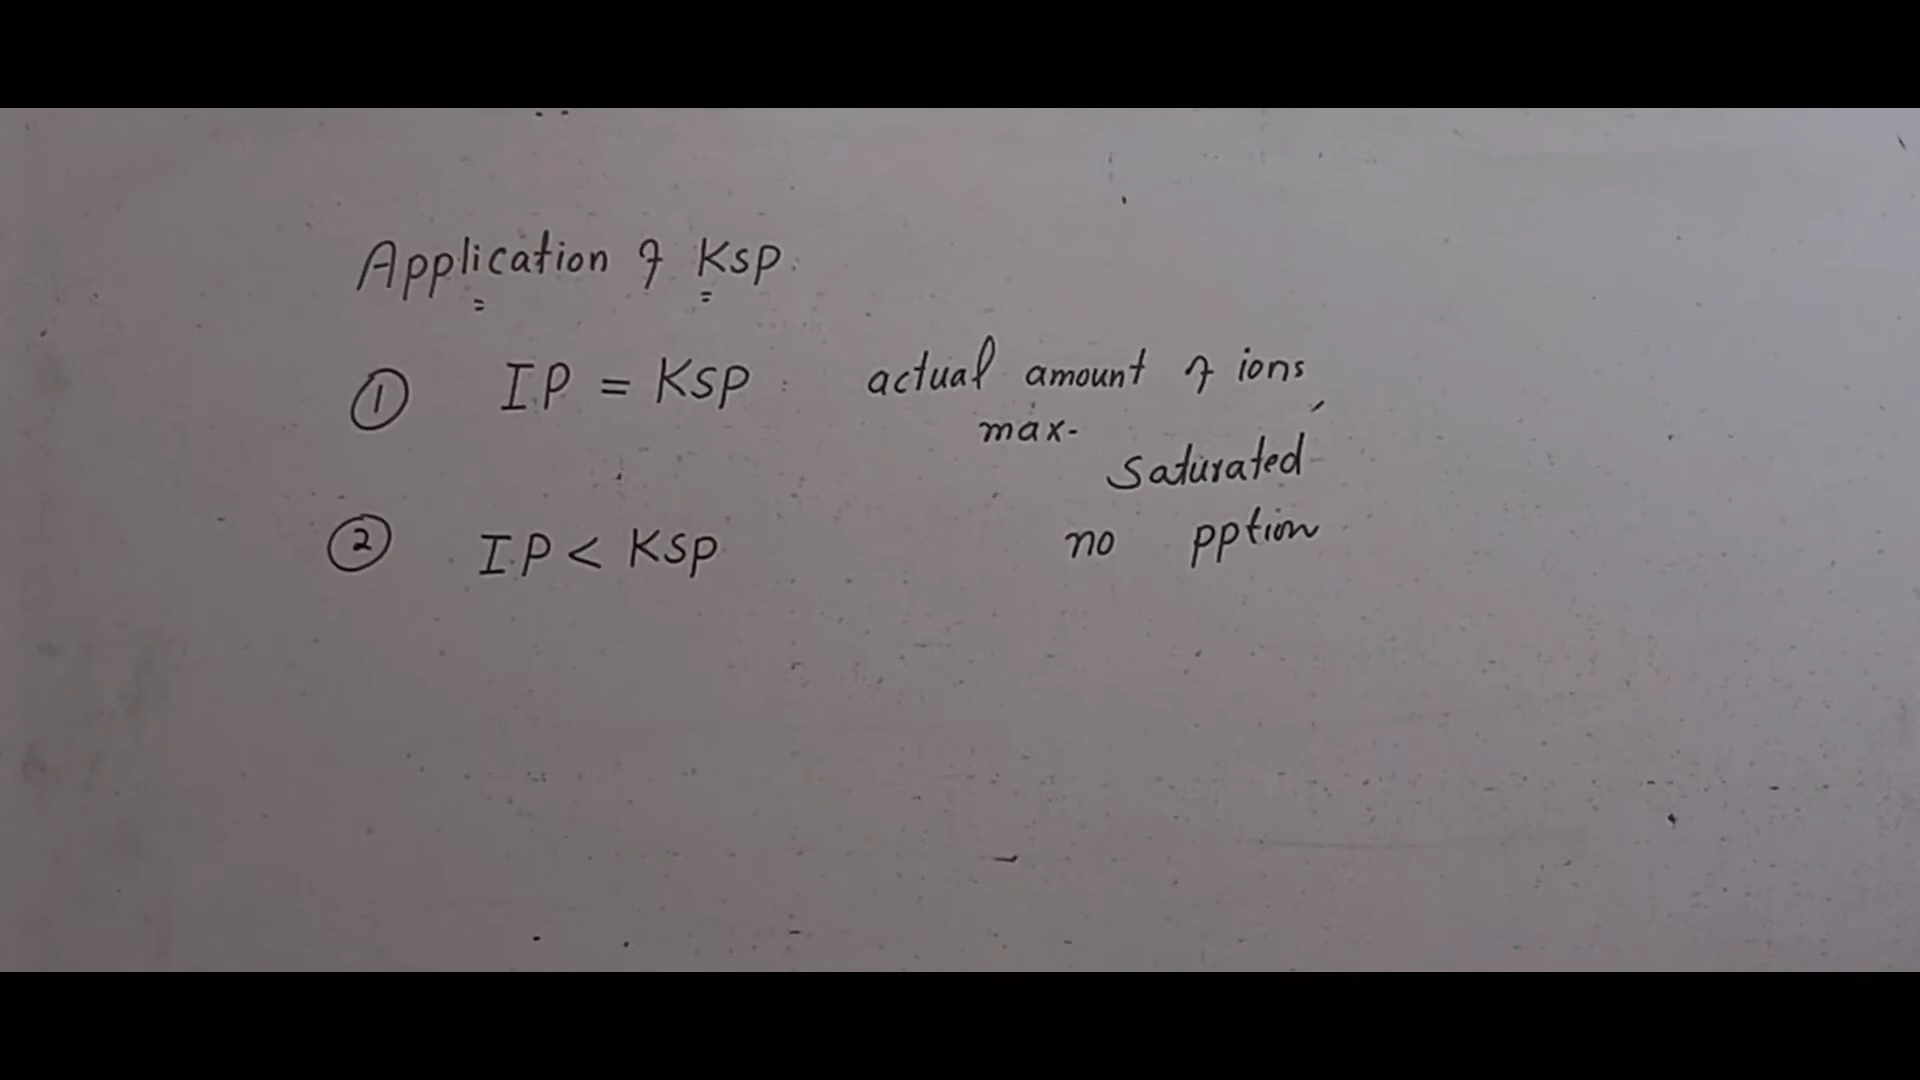 Application of Ksp
① IP = Ksp actual amount of ions
max.
Saturated
② IP < Ksp no pption